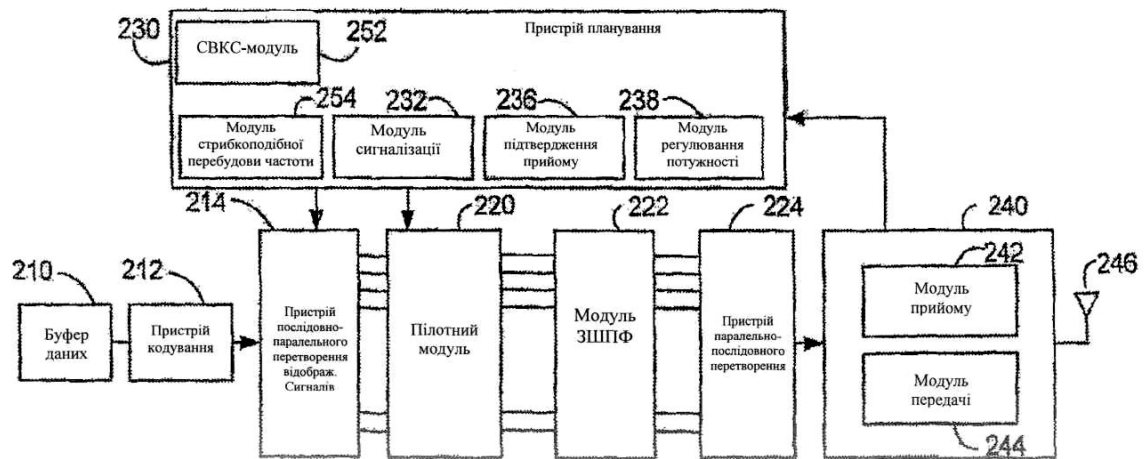 230
СВКС-модуль
252
Пристрій планування
254
Модуль
стрибкоподібної
перебудови частоти
232
Модуль
сигналізації
236
Модуль
підтвердження
прийому
238
Модуль
регулювання
потужності
210
Буфер
даних
212
Пристрій
кодування
214
Пристрій
послідовно-
паралельного
перетворення
відображ.
Сигналів
220
Пілотний
модуль
222
Модуль
ЗШПФ
224
Пристрій
паралельно-
послідовного
перетворення
240
242
Модуль
прийому
Модуль
передачі
244
246